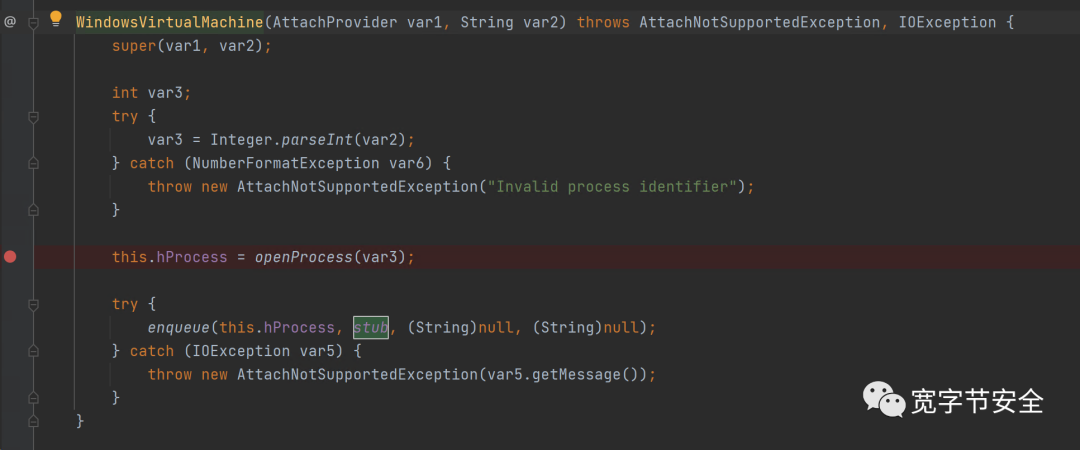 @ WindowsVirtualMachine(AttachProvider var1, String var2) throws AttachNotSupportedException, IOException {
super(var1, var2);
int var3;
try {
var3 = Integer.parseInt(var2);
} catch (NumberFormatException var6) {
throw new AttachNotSupportedException("Invalid process identifier");
}
this.hProcess = openProcess(var3);
try {
enqueue(this.hProcess, stub, (String)null, (String)null);
} catch (IOException var5) {
throw new AttachNotSupportedException(var5.getMessage());
}
}
宽字节安全